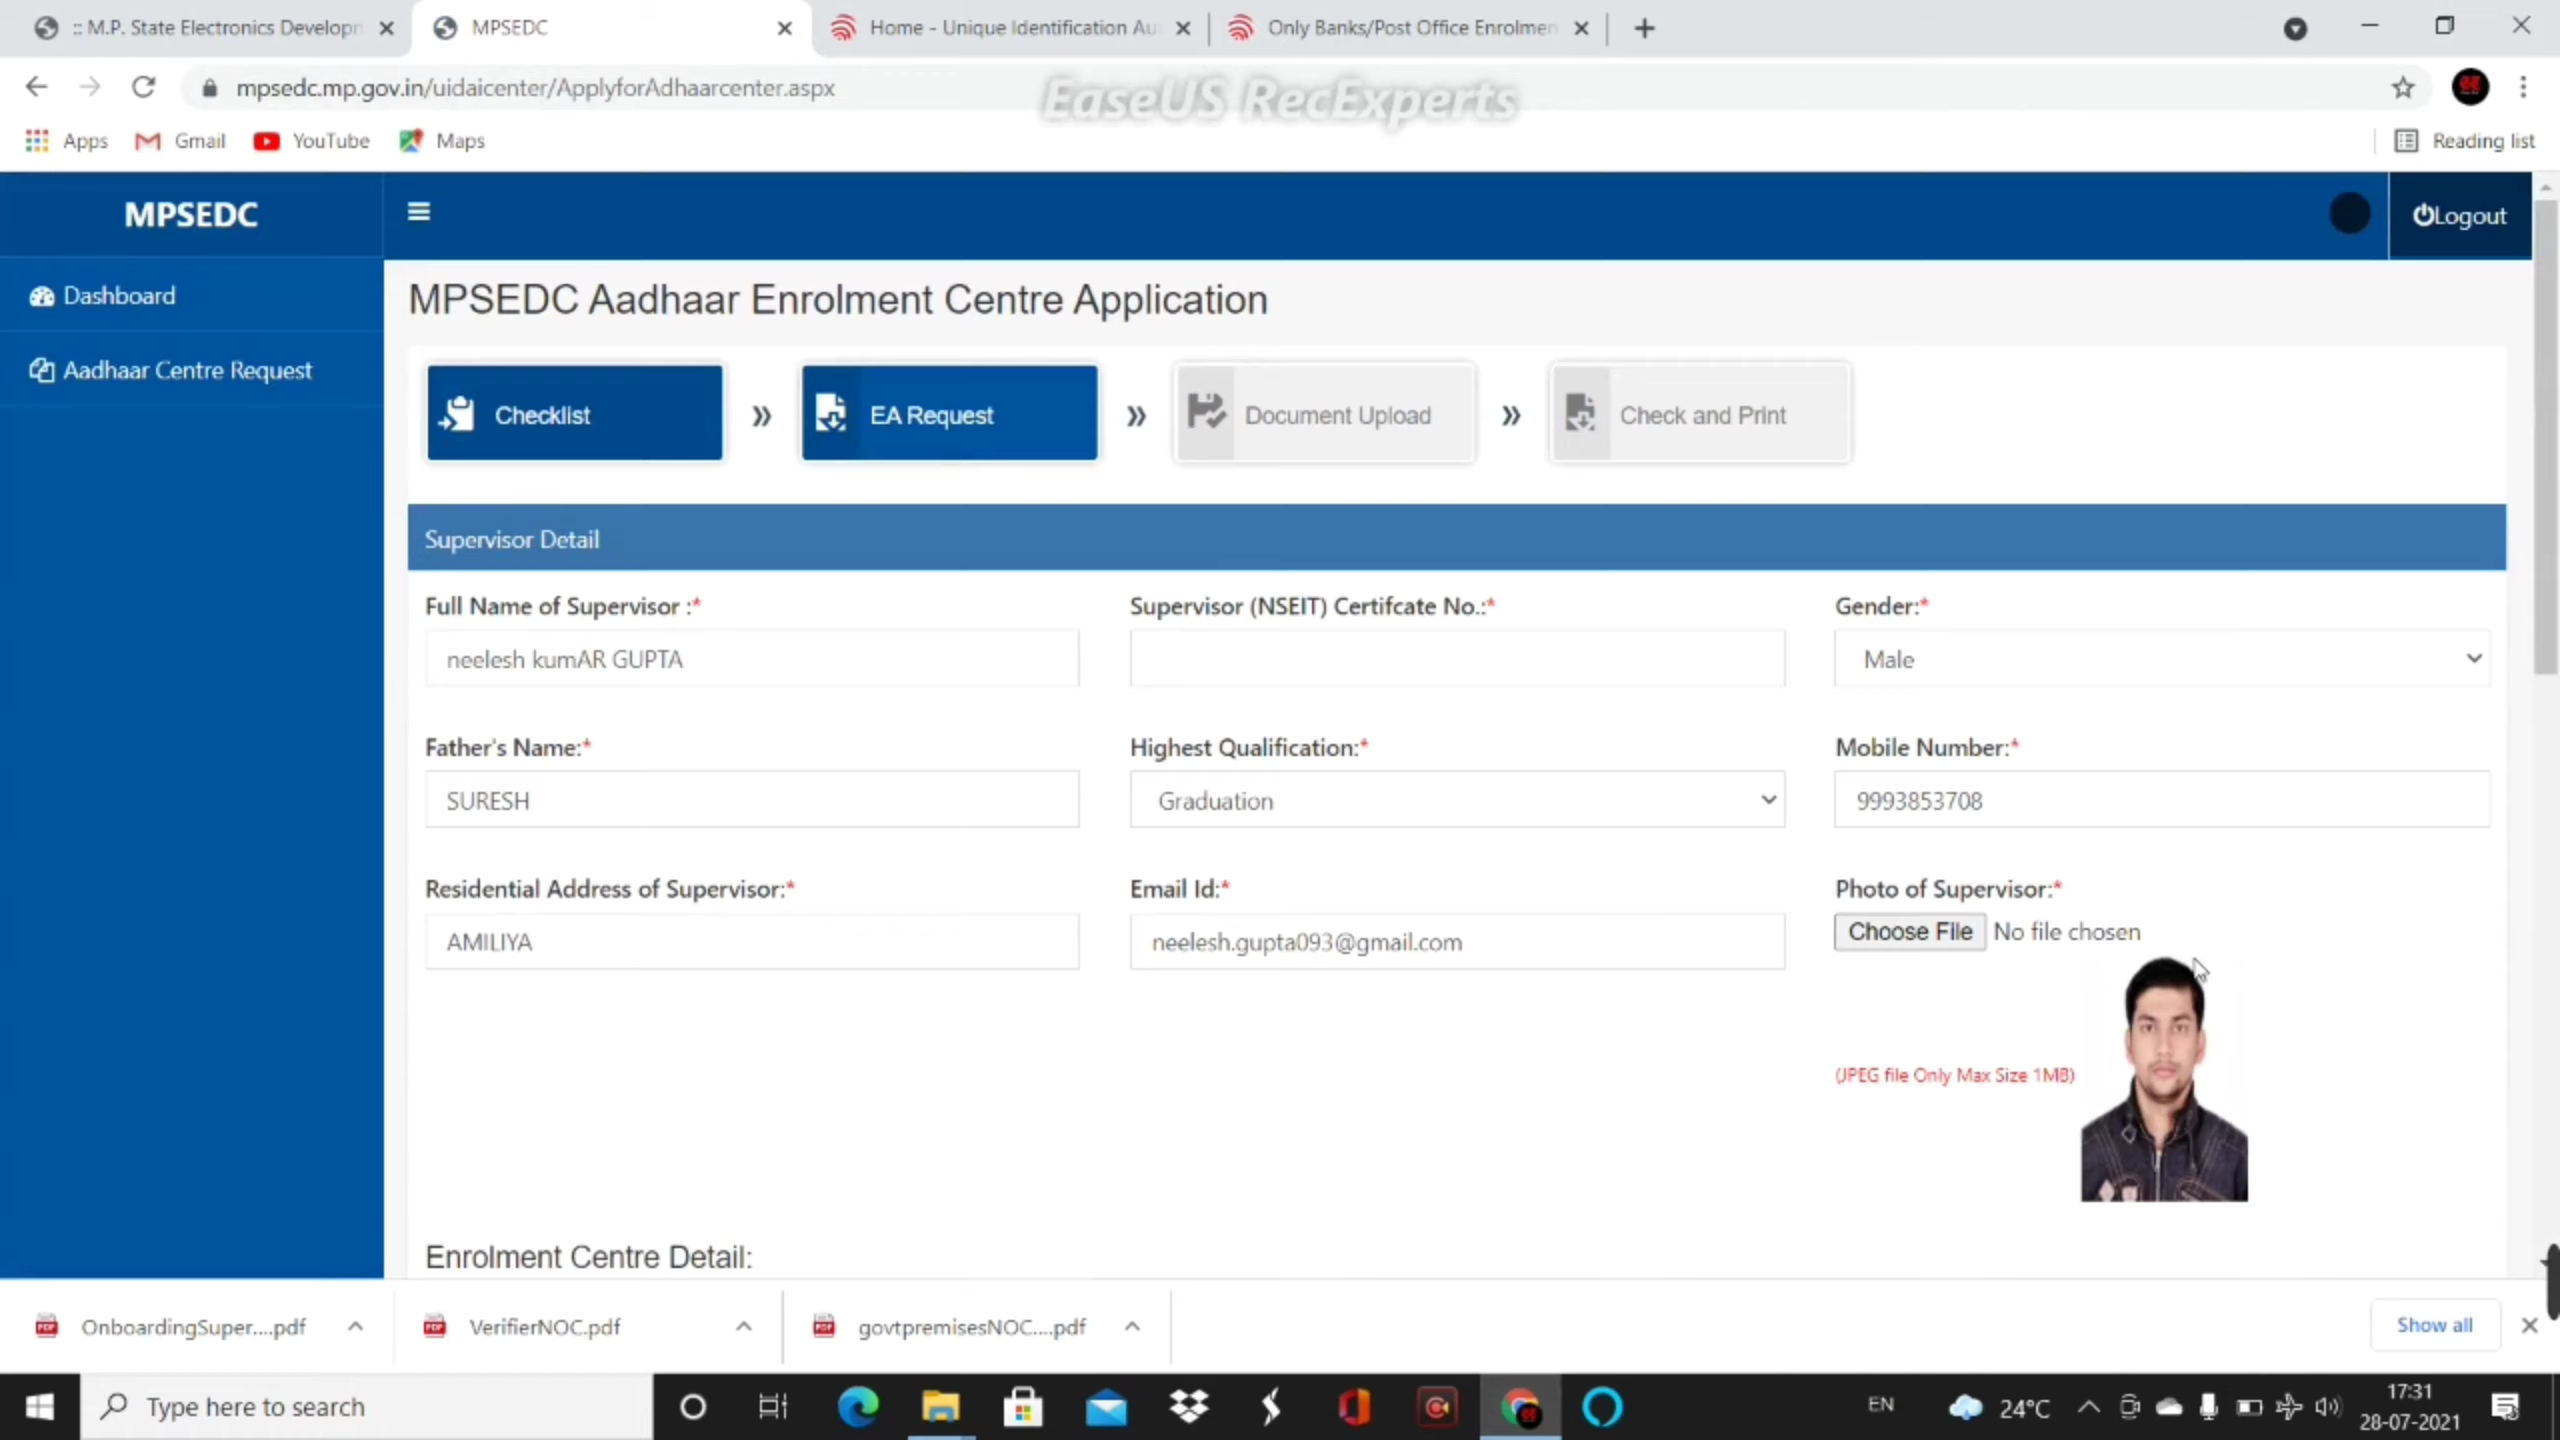 :: M.P. State Electronics Developn
MPSEDC
Home - Unique Identification Au
Only Banks/Post Office Enrolmen
mpsedc.mp.gov.in/uidaicenter/ApplyforAdhaarcenter.aspx
EaseUS RecExperts
Apps
Gmail
YouTube
Maps
Reading list
MPSEDC
Logout
Dashboard
Aadhaar Centre Request
MPSEDC Aadhaar Enrolment Centre Application
Checklist
»
EA Request
»
Document Upload
»
Check and Print
Supervisor Detail
Full Name of Supervisor :*
Supervisor (NSEIT) Certifcate No.:*
Gender:*
neelesh kumAR GUPTA
Male
Father's Name:*
Highest Qualification:*
Mobile Number:*
SURESH
Graduation
9993853708
Residential Address of Supervisor:*
Email Id:*
Photo of Supervisor:*
AMILIYA
neelesh.gupta093@gmail.com
Choose File No file chosen
(JPEG file Only Max Size 1MB)
Enrolment Centre Detail:
OnboardingSuper....pdf
VerifierNOC.pdf
govtpremisesNOC....pdf
Show all
Type here to search
EN
24°C
17:31
28-07-2021